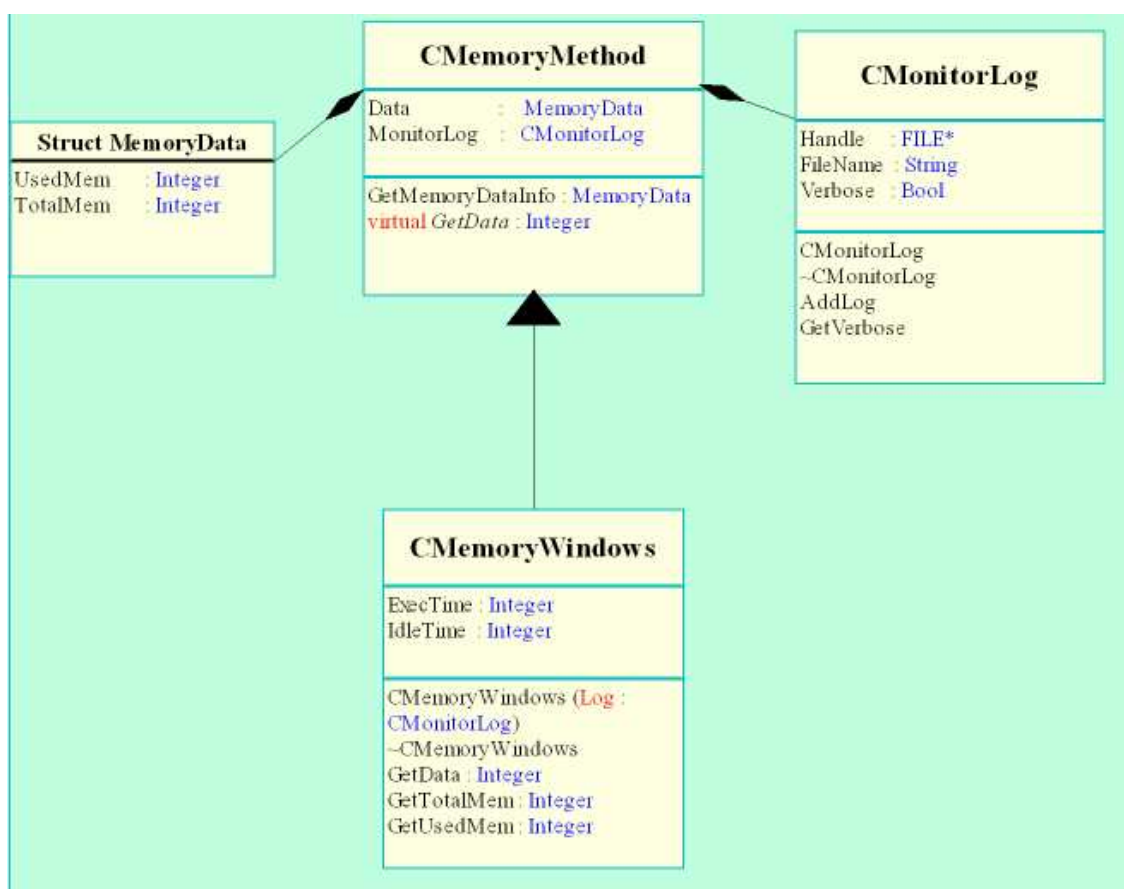 CMemoryMethod
Data : MemoryData
MonitorLog : CMonitorLog
GetMemoryDataInfo : MemoryData
virtual GetData : Integer
Struct MemoryData
UsedMem : Integer
TotalMem : Integer
CMonitorLog
Handle : FILE*
FileName : String
Verbose : Bool
CMonitorLog
~CMonitorLog
AddLog
GetVerbose
CMemoryWindows
ExecTime : Integer
IdleTime : Integer
CMemoryWindows (Log :
CMonitorLog)
~CMemoryWindows
GetData : Integer
GetTotalMem : Integer
GetUsedMem : Integer